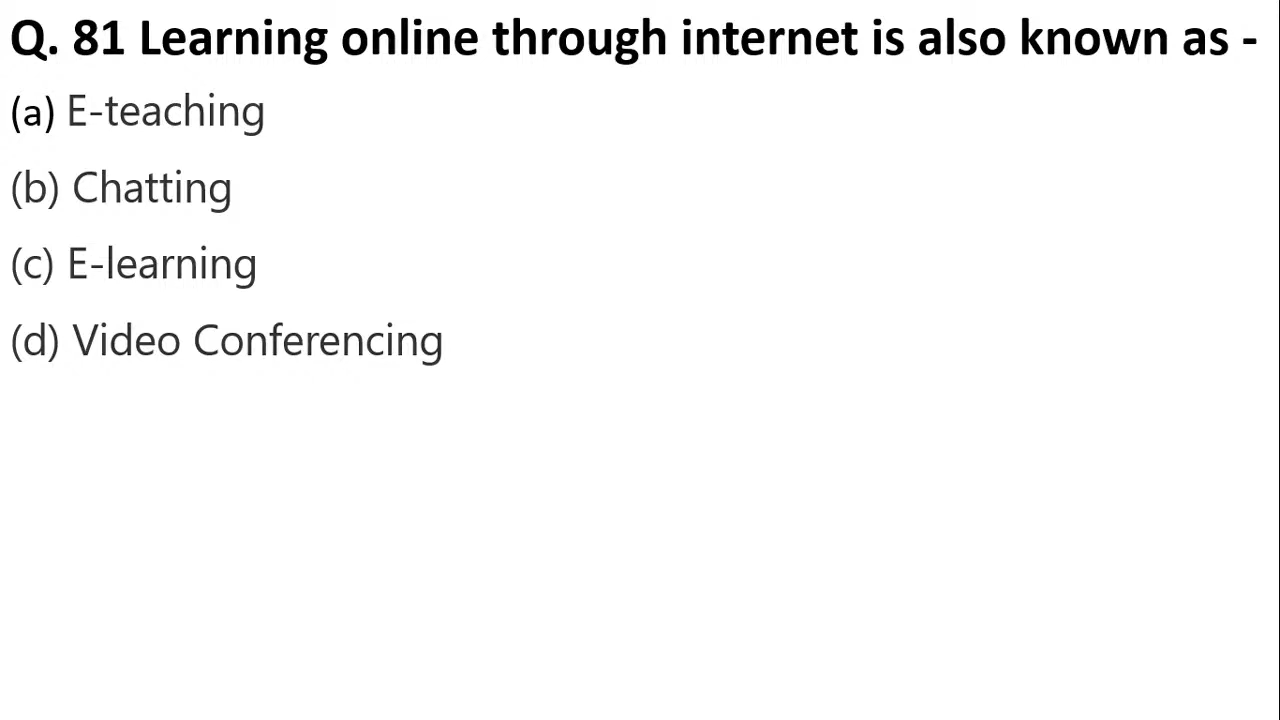 Q. 81 Learning online through internet is also known as -
(a) E-teaching
(b) Chatting
(c) E-learning
(d) Video Conferencing